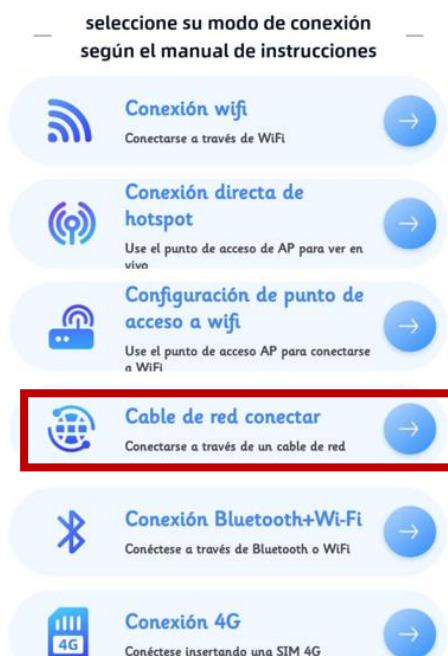 seleccione su modo de conexión
según el manual de instrucciones
Conexión wifi
Conectarse a través de WiFi
Conexión directa de
hotspot
Use el punto de acceso de AP para ver en
vivo
Configuración de punto de
acceso a wifi
Use el punto de acceso AP para conectarse
a WiFi
Cable de red conectar
Conectarse a través de un cable de red
Conexión Bluetooth+Wi-Fi
Conéctese a través de Bluetooth o WiFi
Conexión 4G
4G
Conéctese insertando una SIM 4G